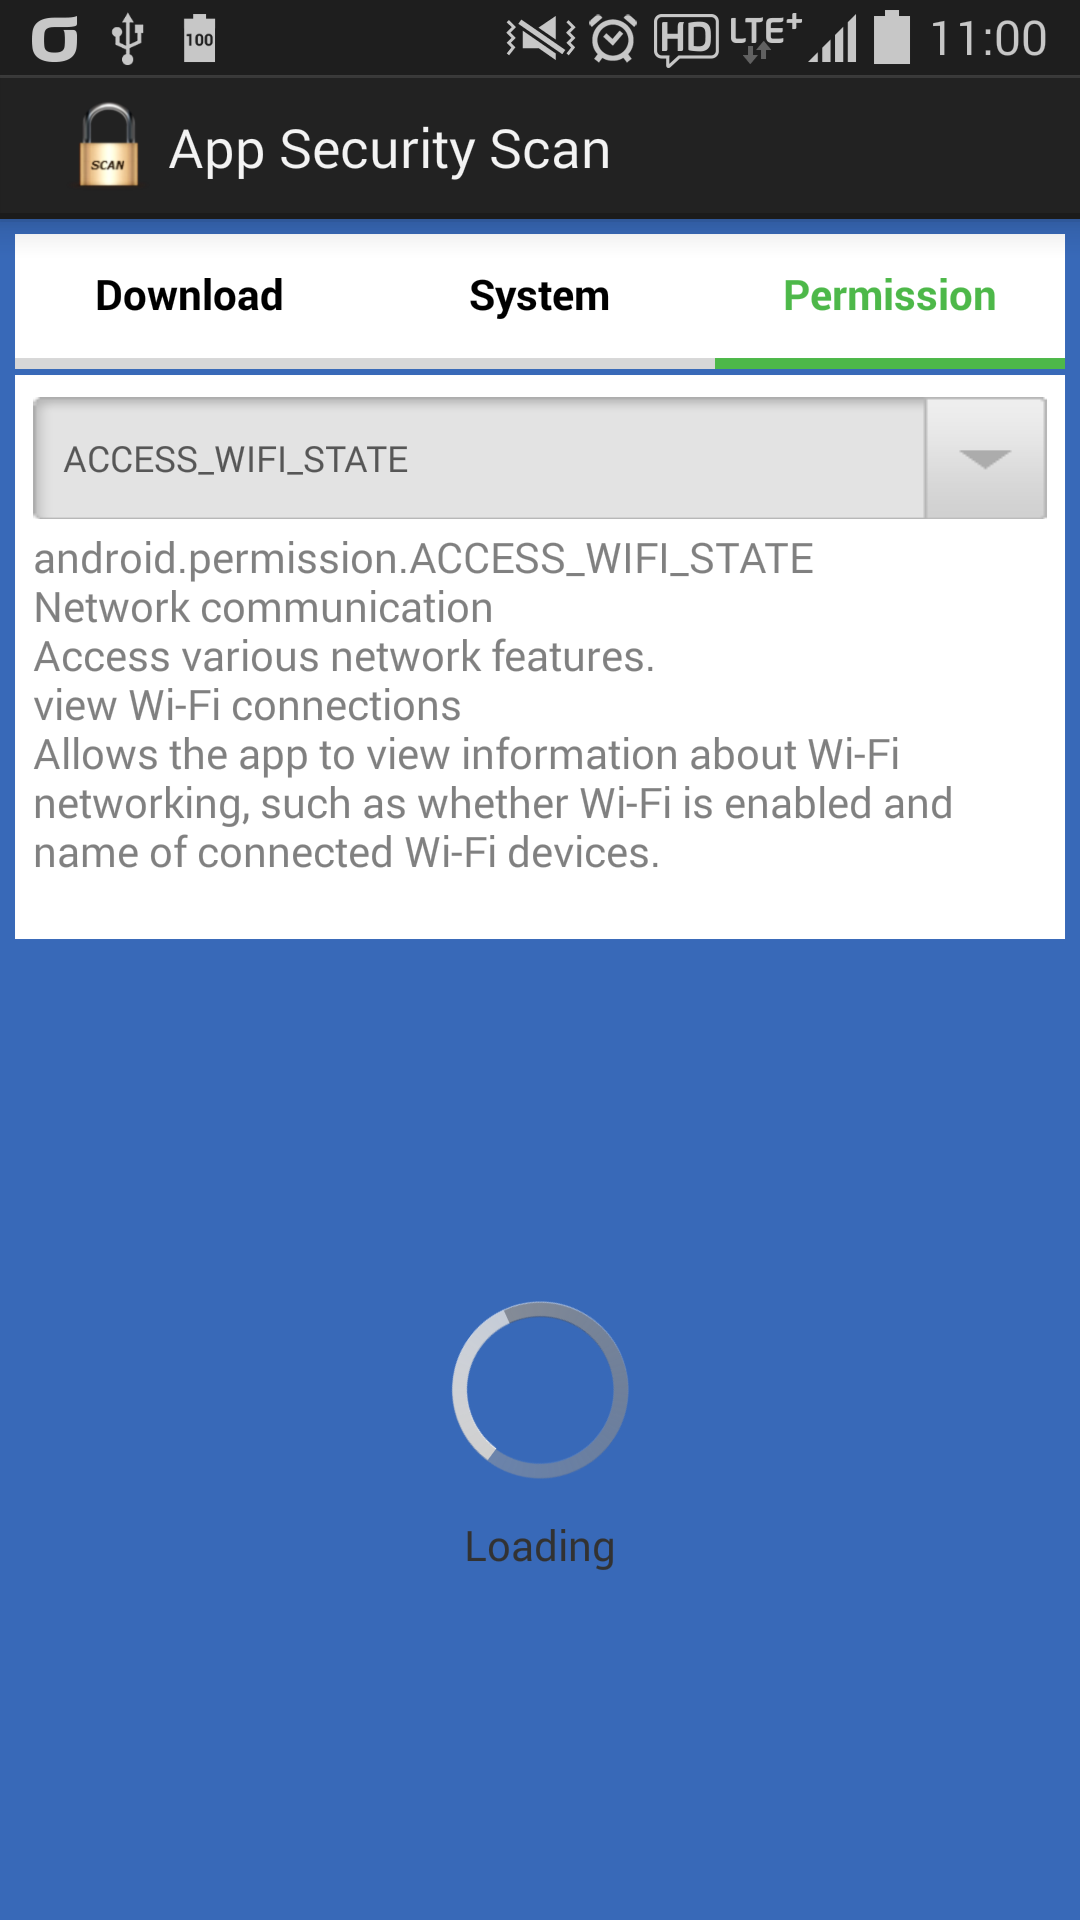 100 HD LTE+ 11:00
SCAN App Security Scan
Download System Permission
ACCESS_WIFI_STATE
android.permission.ACCESS_WIFI_STATE
Network communication
Access various network features.
view Wi-Fi connections
Allows the app to view information about Wi-Fi
networking, such as whether Wi-Fi is enabled and
name of connected Wi-Fi devices.
Loading